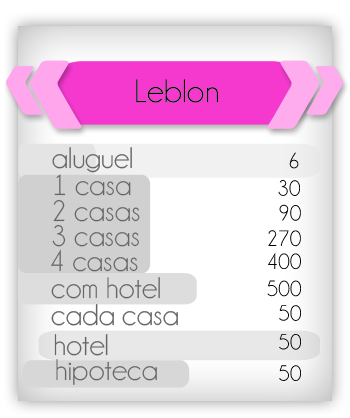 Leblon
aluguel 6
1 casa 30
2 casas 90
3 casas 270
4 casas 400
com hotel 500
cada casa 50
hotel 50
hipoteca 50